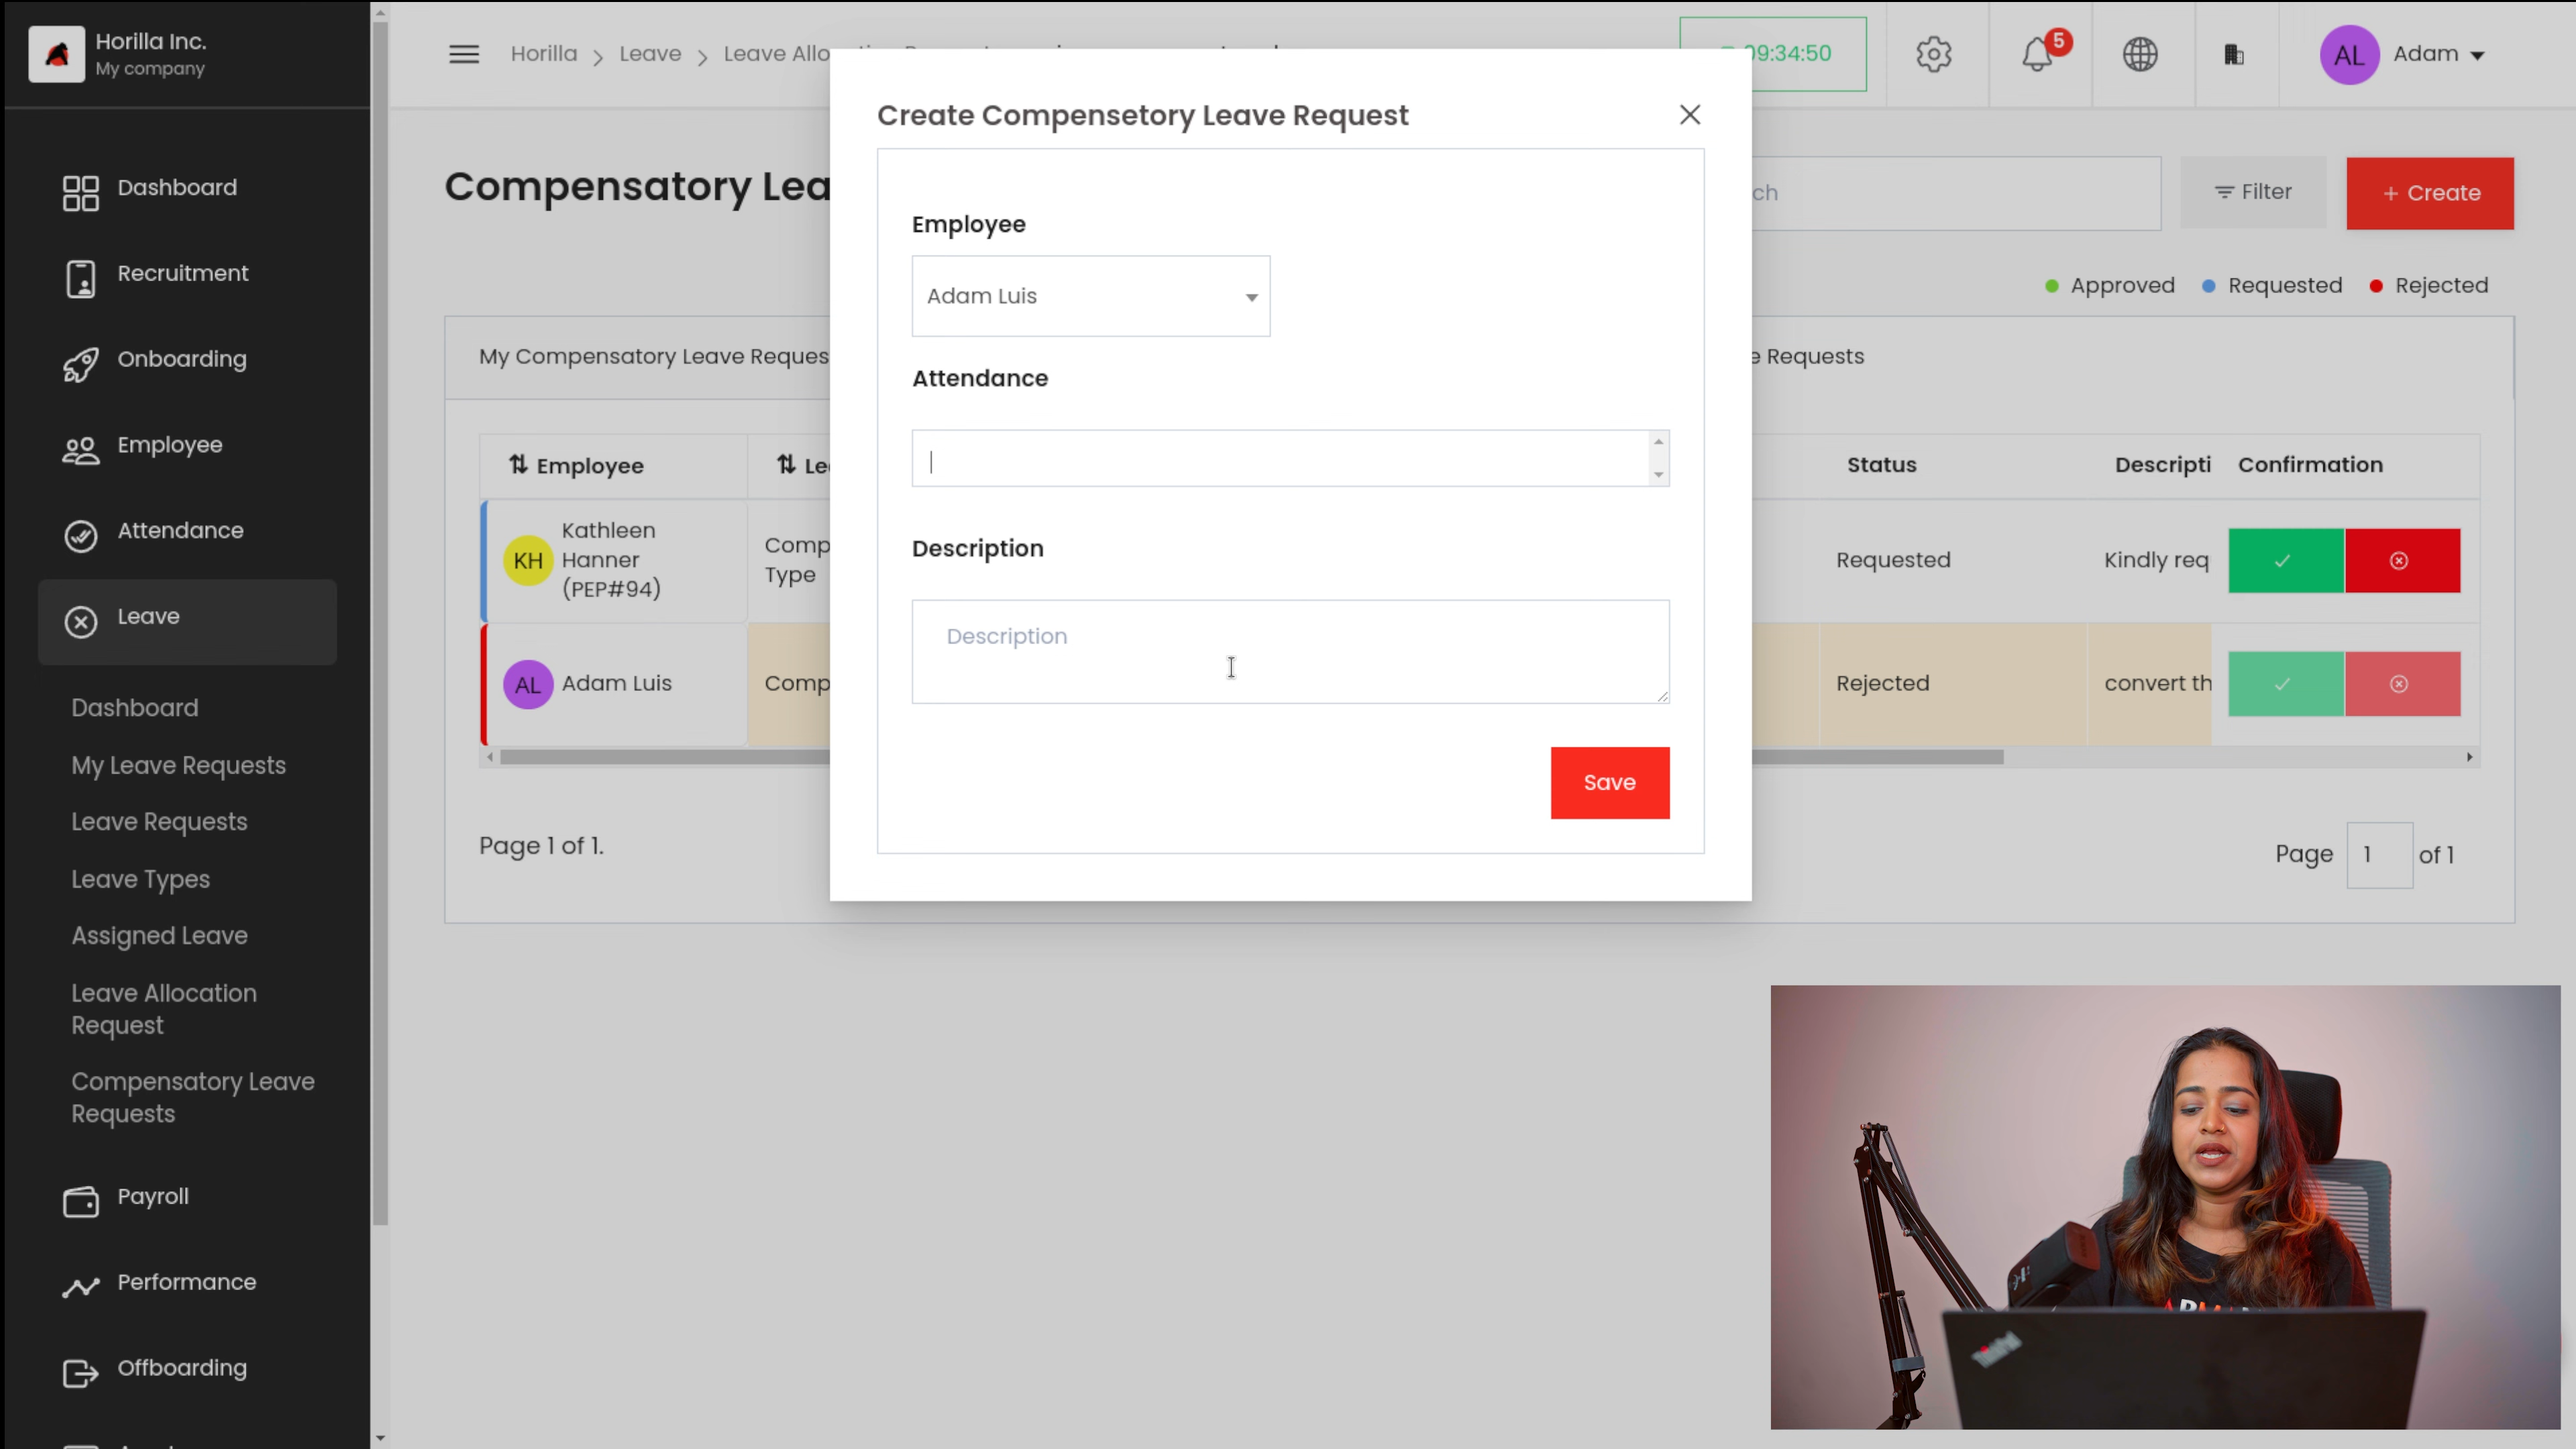 Horilla Inc.
My company
Dashboard
Recruitment
Onboarding
Employee
Attendance
Leave
Dashboard
My Leave Requests
Leave Requests
Leave Types
Assigned Leave
Leave Allocation
Request
Compensatory Leave
Requests
Payroll
Performance
Offboarding
Horilla > Leave > Leave Allo
09:34:50
5
AL
Adam
Compensatory Lea
ch
Filter
+ Create
Approved
Requested
Rejected
My Compensatory Leave Reques
e Requests
Employee
Le
Status
Descripti
Confirmation
KH
Kathleen
Hanner
(PEP#94)
Comp
Type
Requested
Kindly req
AL
Adam Luis
Comp
Rejected
convert th
Page 1 of 1.
Page 1 of 1
Create Compensetory Leave Request
Employee
Adam Luis
Attendance
Description
Description
Save